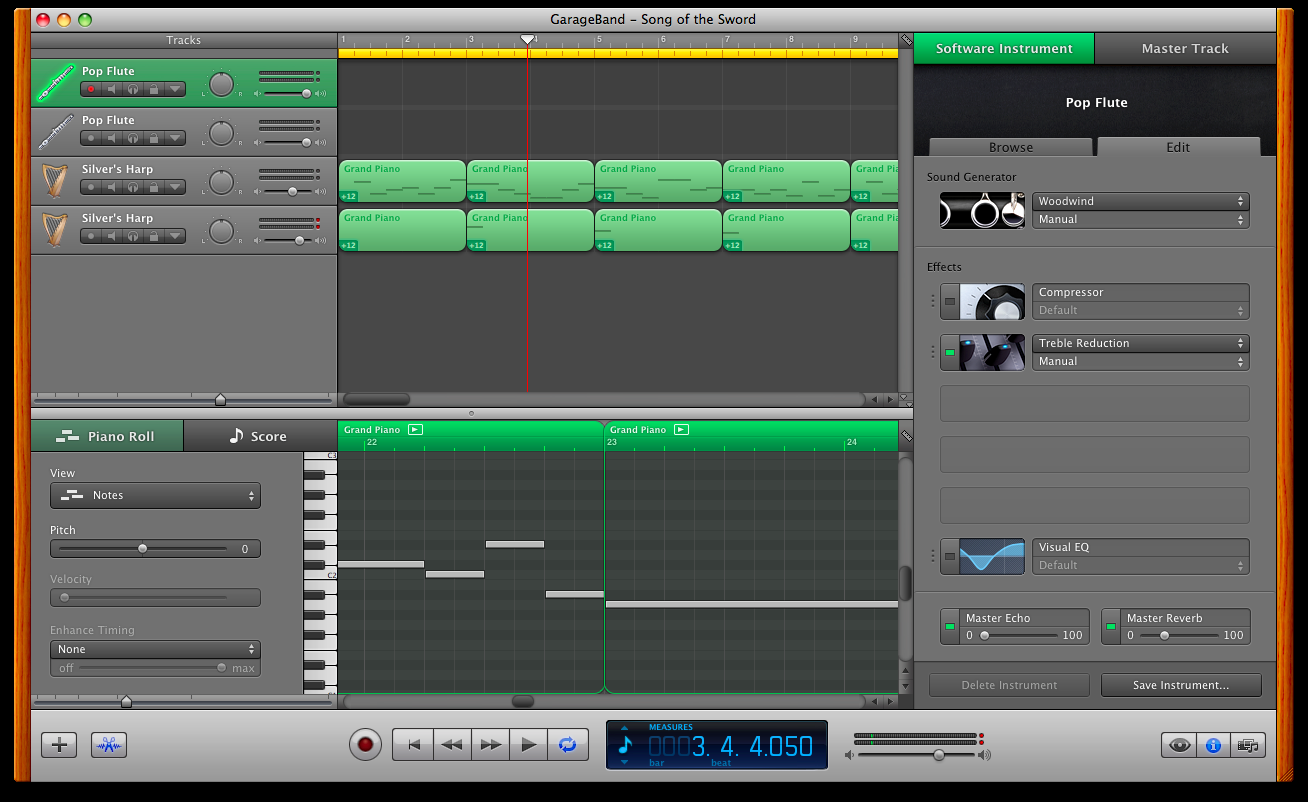 GarageBand – Song of the Sword
Tracks
1 2 3 4 5 6 7 8 9
Software Instrument
Master Track
Pop Flute
L R
Pop Flute
L R
Silver's Harp
L R
Grand Piano Grand Piano Grand Piano Grand Piano Grand Pi
+12 +12 +12 +12 +12
Silver's Harp
L R
Grand Piano Grand Piano Grand Piano Grand Piano Grand Pi
+12 +12 +12 +12 +12
Pop Flute
Browse
Edit
Sound Generator
Woodwind
Manual
Effects
Compressor
Default
Treble Reduction
Manual
Visual EQ
Default
Master Echo
0 100
Master Reverb
0 100
Delete Instrument
Save Instrument...
Piano Roll
Score
Grand Piano
Grand Piano
22 23 24
View
Notes
Pitch
0
Velocity
Enhance Timing
None
off max
C3
C2
MEASURES
0003. 4. 4.050
bar beat